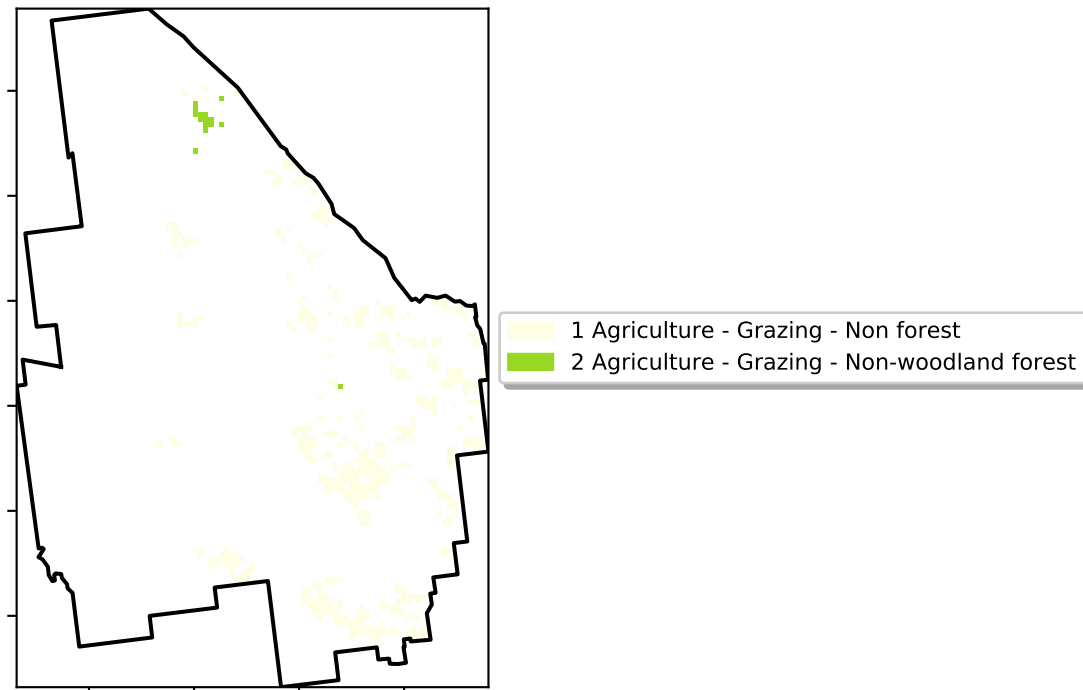 1 Agriculture - Grazing - Non forest
2 Agriculture - Grazing - Non-woodland forest